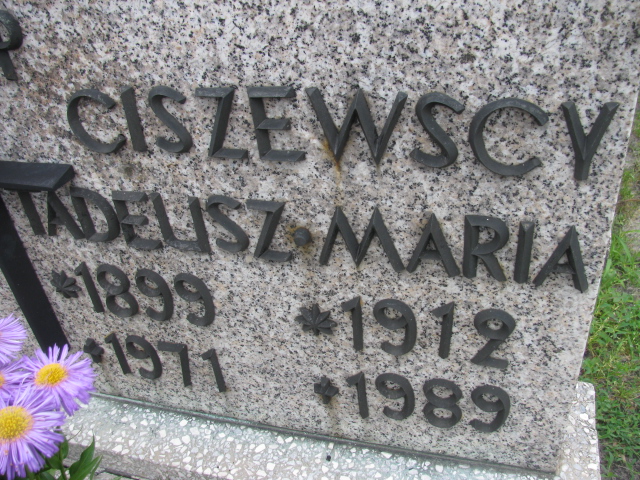 CISZEWSCY
TADEUSZ MARIA
1899 1912
1971 1989